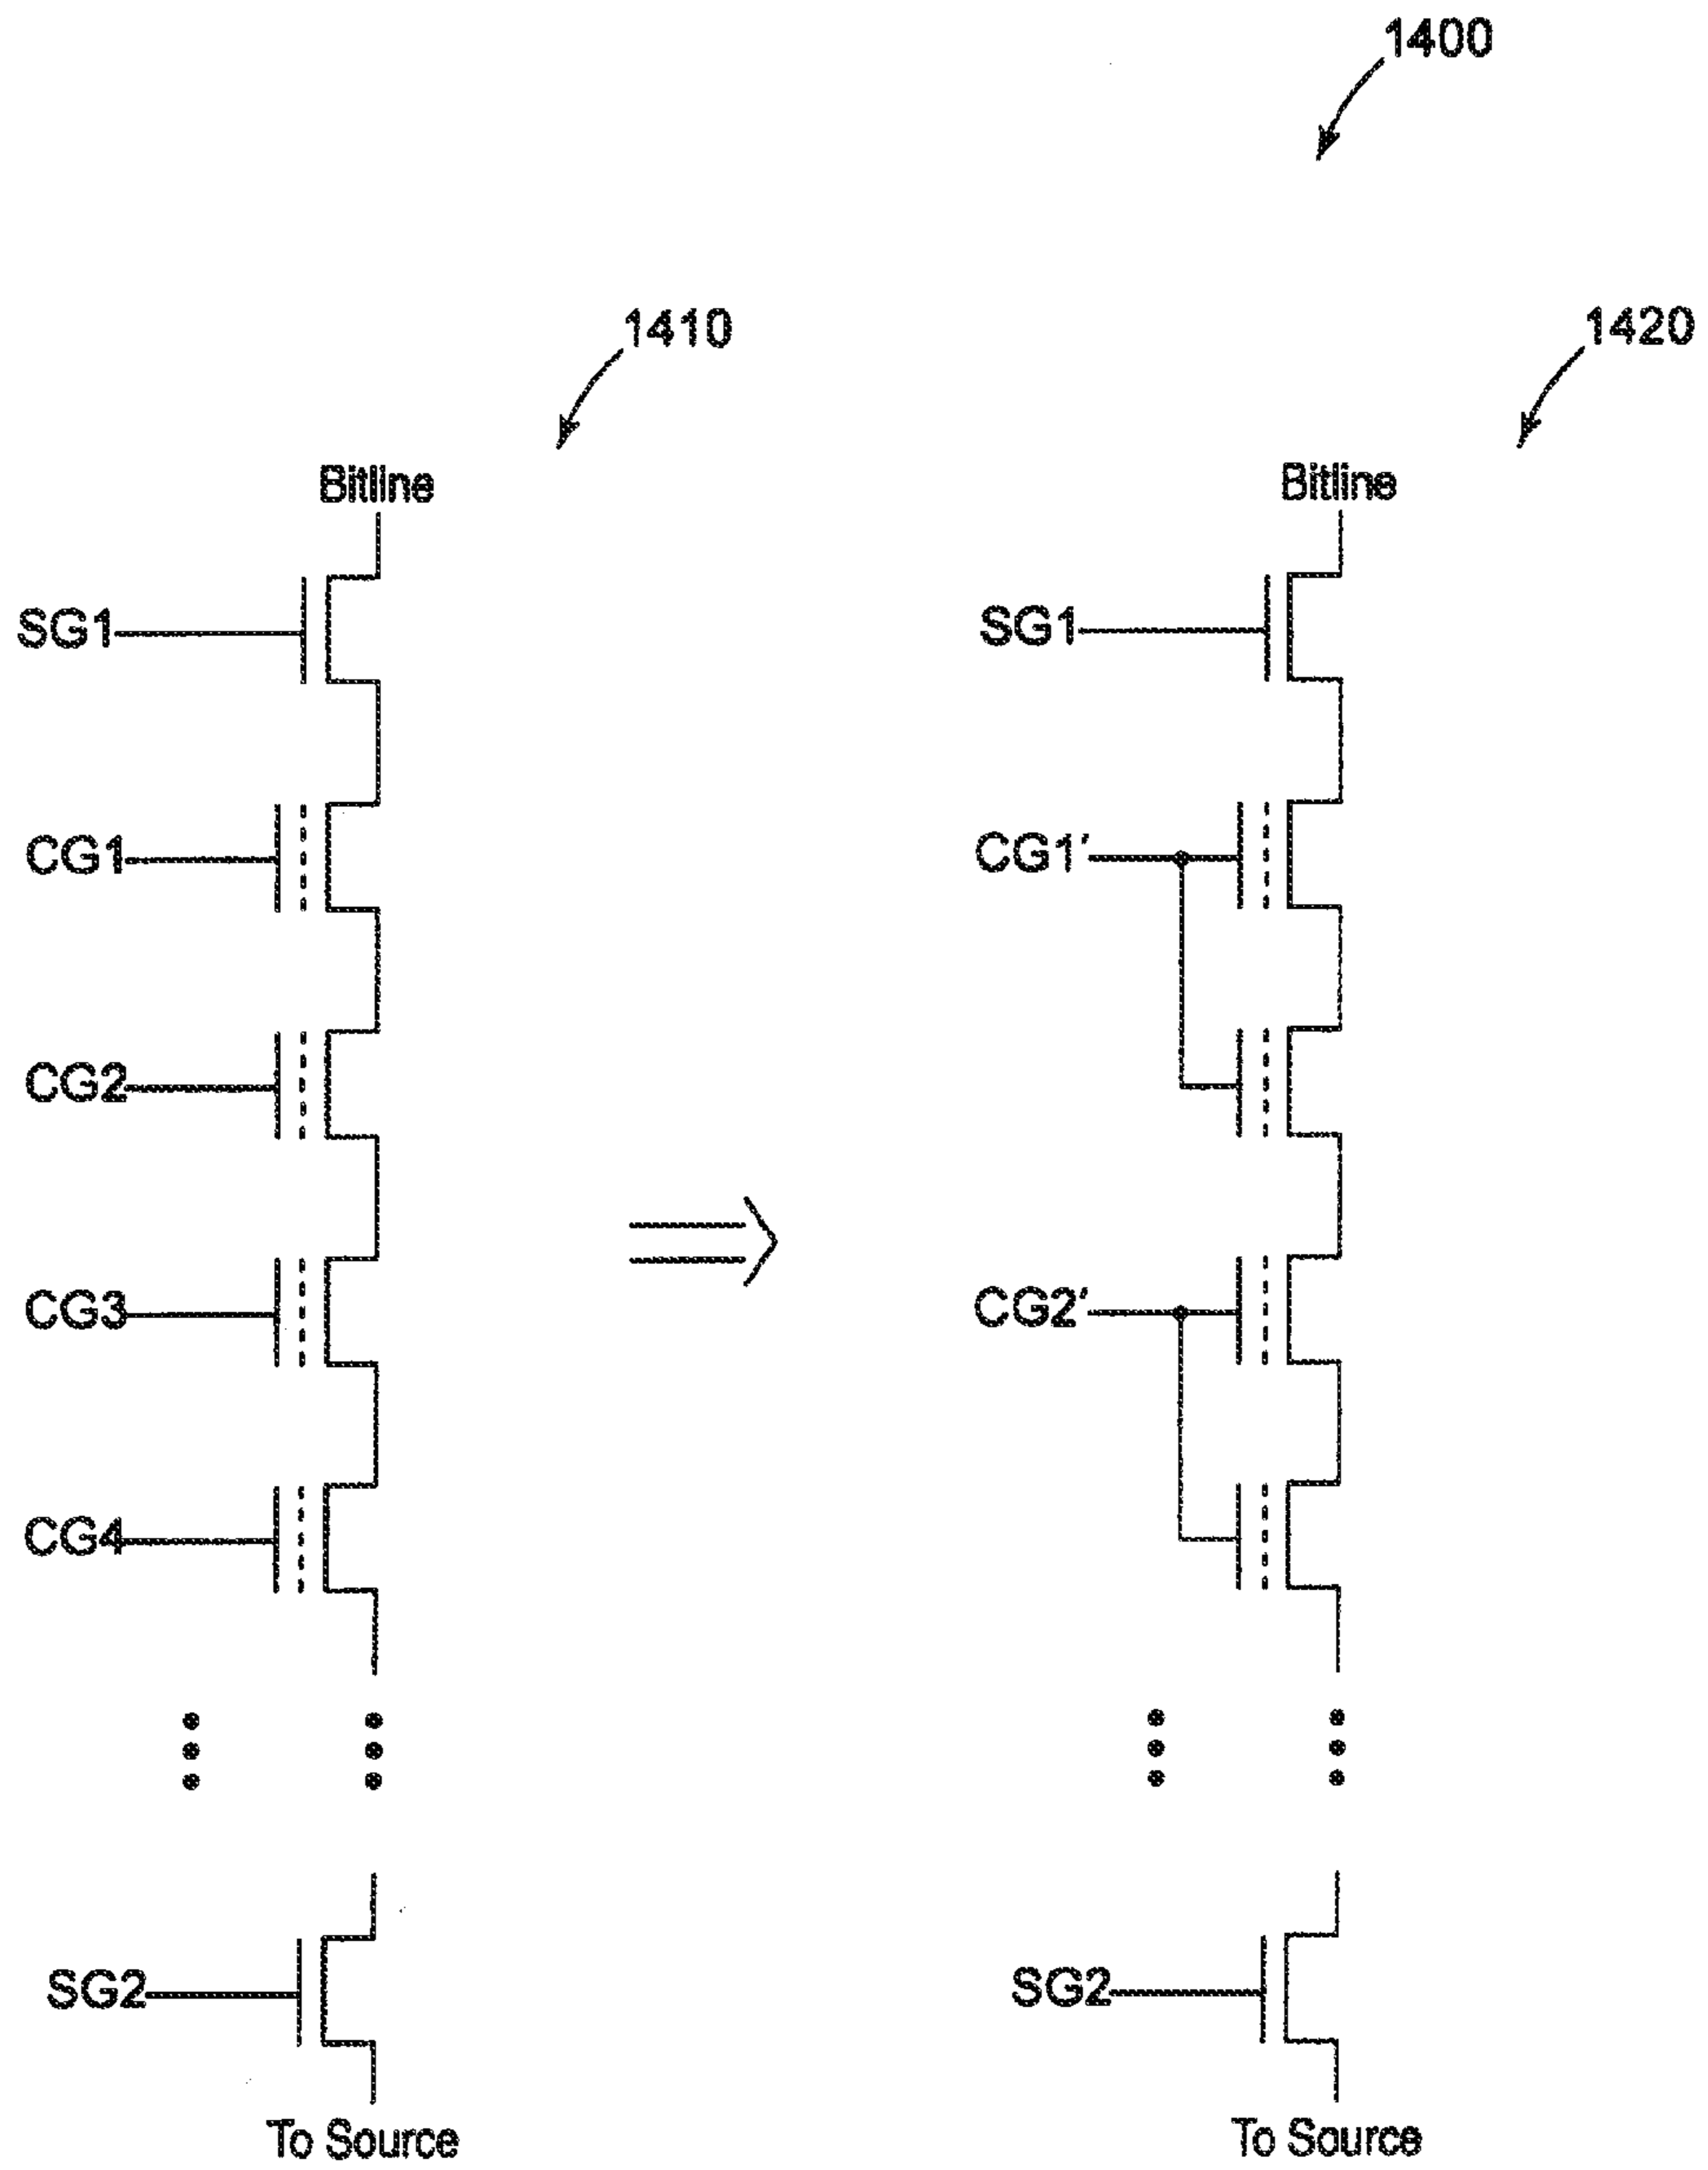 1400
1410
1420
Bitline
Bitline
SG1
SG1
CG1
CG1′
CG2
CG3
CG2′
CG4
SG2
SG2
To Source
To Source